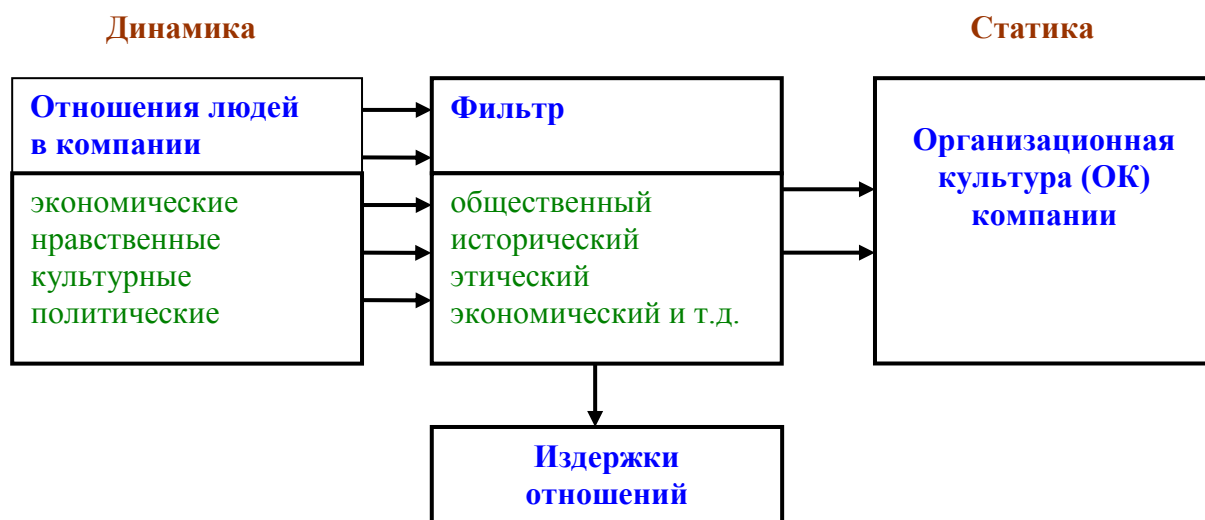 Динамика
Статика
Отношения людей
в компании
экономические
нравственные
культурные
политические
Фильтр
общественный
исторический
этический
экономический и т.д.
Организационная
культура (ОК)
компании
Издержки
отношений